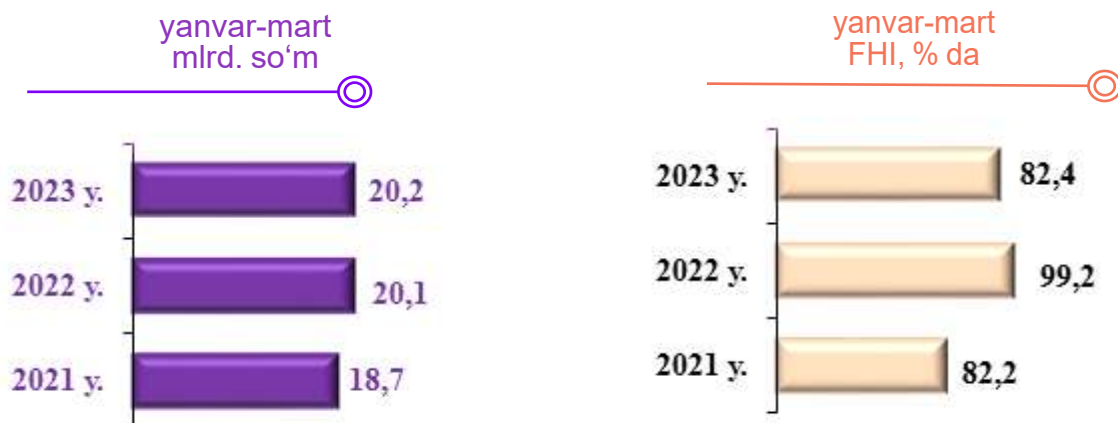 yanvar-mart
mlrd. so‘m
2023 y.
20,2
2022 y.
20,1
2021 y.
18,7
yanvar-mart
FHI, % da
2023 y.
82,4
2022 y.
99,2
2021 y.
82,2